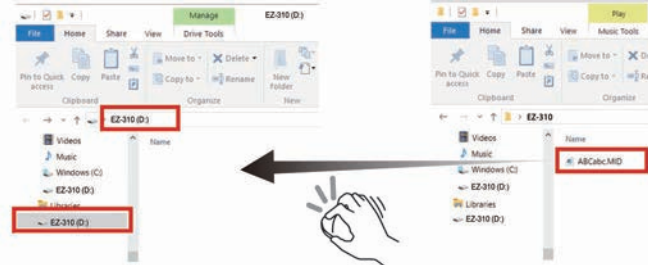 Manage
EZ-310 (D:)
File
Home
Share
View
Drive Tools
Pin to Quick access
Copy
Paste
Move to
Copy to
Delete
Rename
New folder
Clipboard
Organize
New
EZ-310 (D:)
Videos
Music
Windows (C:)
EZ-310 (D:)
Libraries
EZ-310 (D:)
Name
Play
File
Home
Share
View
Music Tools
Pin to Quick access
Copy
Paste
Move to
Copy to
Clipboard
Organize
EZ-310
Videos
Music
Windows (C:)
EZ-310 (D:)
Libraries
EZ-310 (D:)
Name
ABCabc.MID